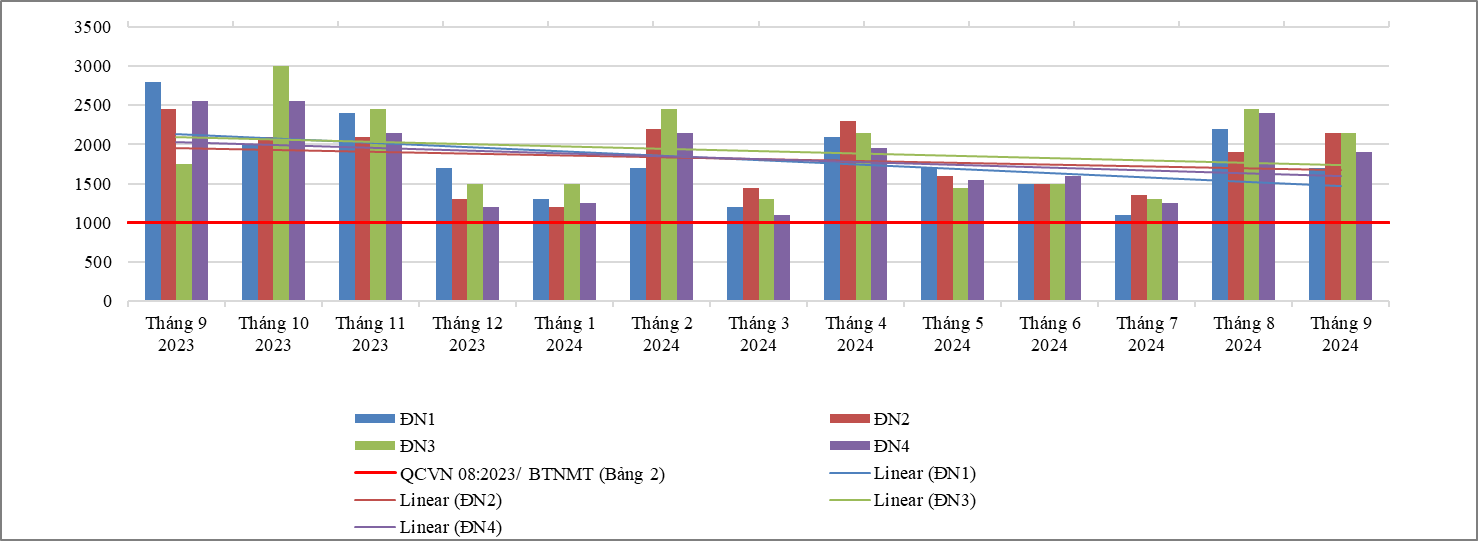 3500
3000
2500
2000
1500
1000
500
0
Tháng 9 2023
Tháng 10 2023
Tháng 11 2023
Tháng 12 2023
Tháng 1 2024
Tháng 2 2024
Tháng 3 2024
Tháng 4 2024
Tháng 5 2024
Tháng 6 2024
Tháng 7 2024
Tháng 8 2024
Tháng 9 2024
ĐN1
ĐN2
ĐN3
ĐN4
QCVN 08:2023/ BTNMT (Bảng 2)
Linear (ĐN1)
Linear (ĐN2)
Linear (ĐN3)
Linear (ĐN4)